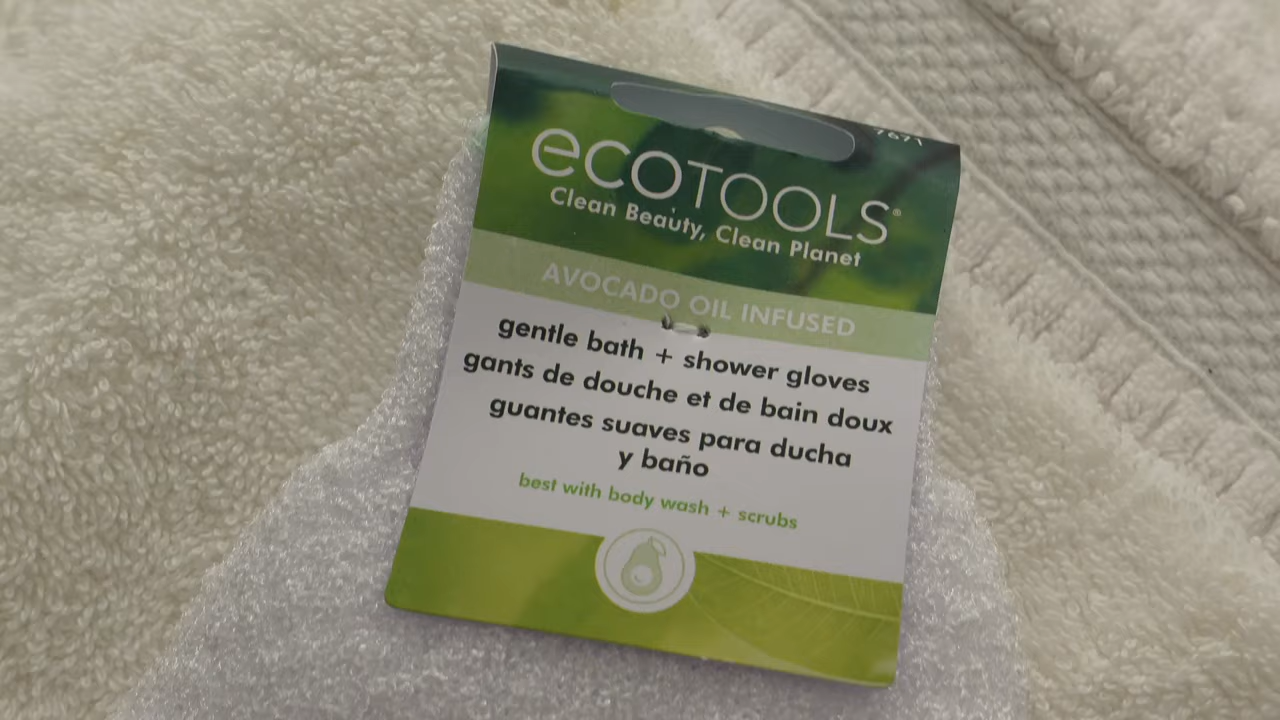 7671
ecoTOOLS®
Clean Beauty, Clean Planet
AVOCADO OIL INFUSED
gentle bath + shower gloves
gants de douche et de bain doux
guantes suaves para ducha
y baño
best with body wash + scrubs